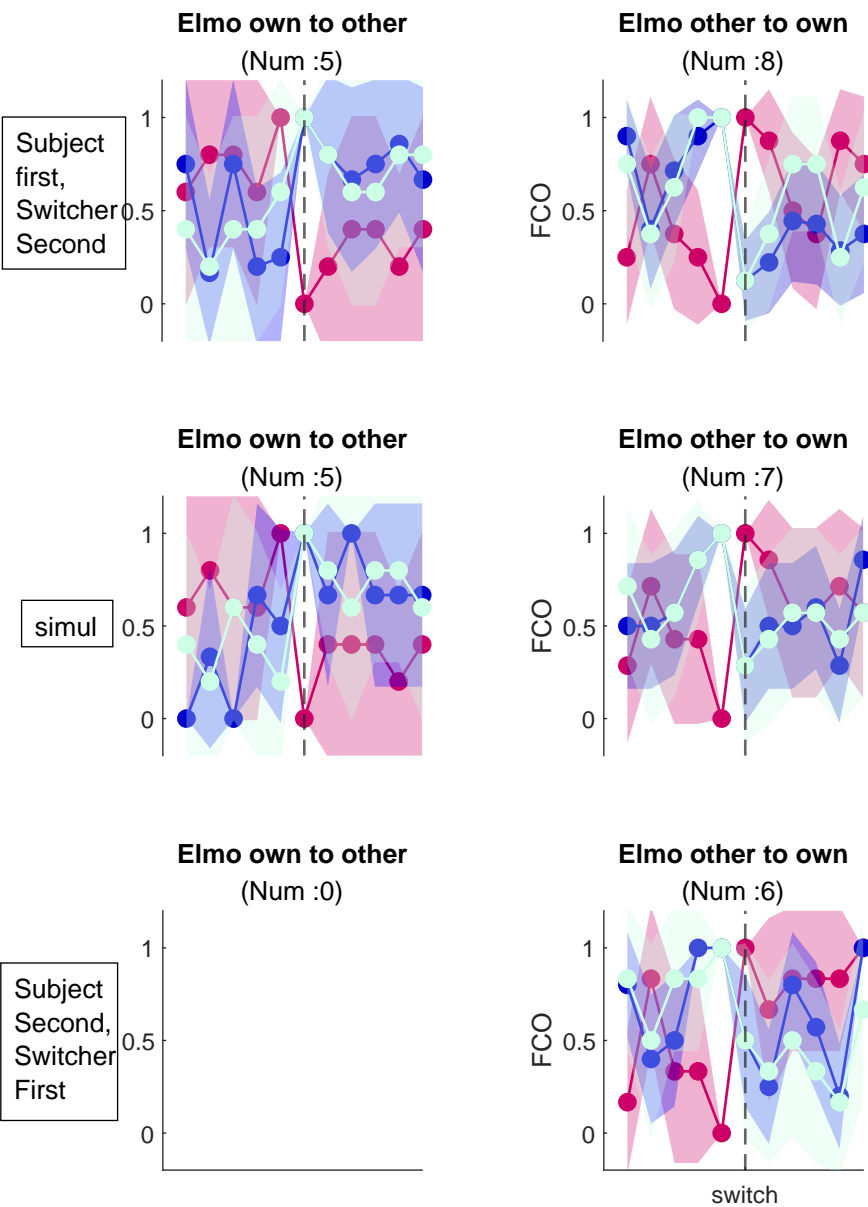 Elmo own to other
(Num :5)
Elmo other to own
(Num :8)
Subject
first,
Switcher
Second
1
0.5
0
FCO
1
0.5
0
Elmo own to other
(Num :5)
Elmo other to own
(Num :7)
simul
1
0.5
0
FCO
1
0.5
0
Elmo own to other
(Num :0)
Elmo other to own
(Num :6)
Subject
Second,
Switcher
First
1
0.5
0
FCO
1
0.5
0
switch